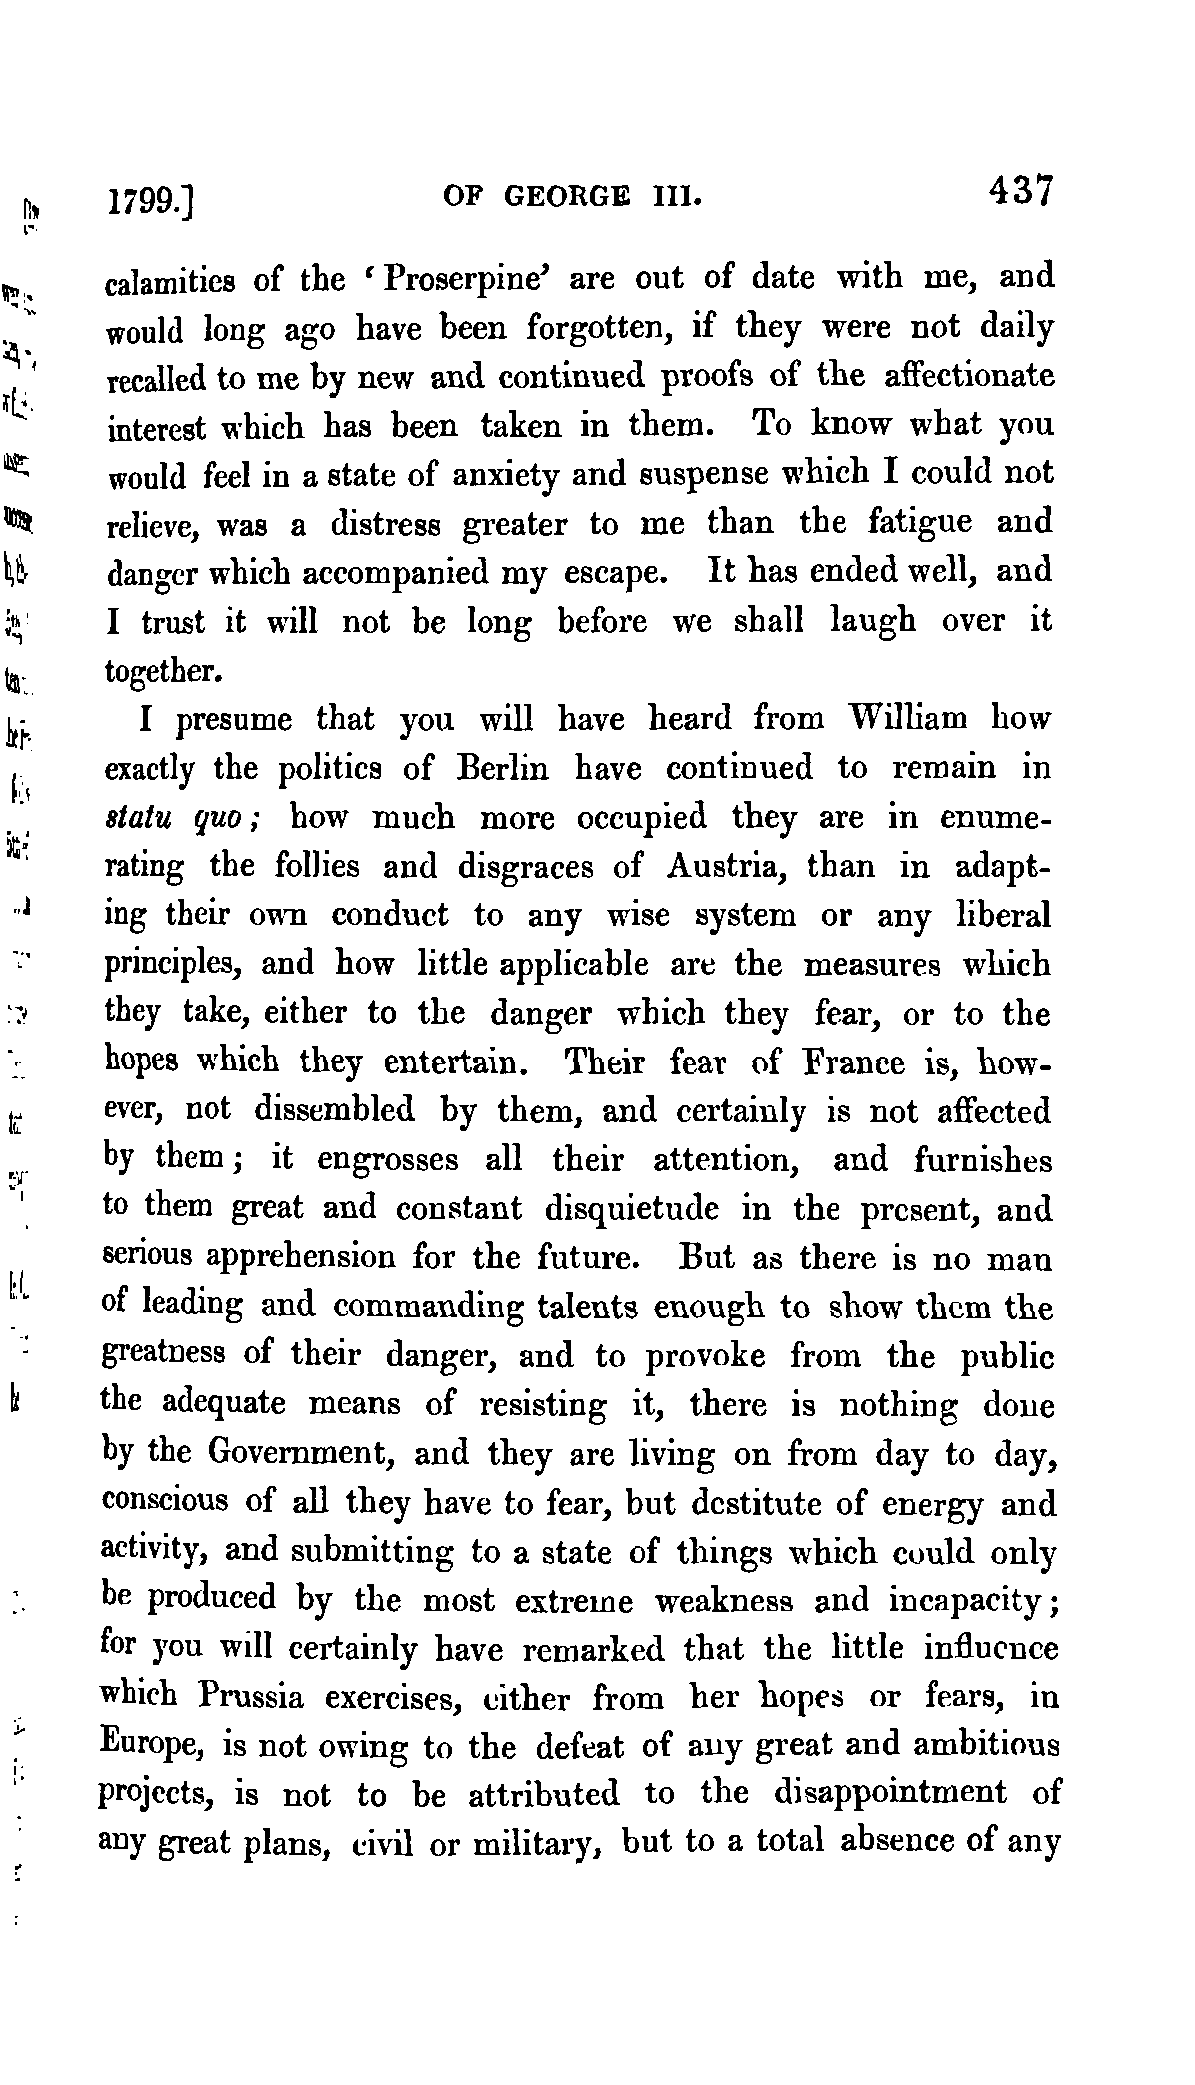 1799.] OF GEORGE III. 437
calamities of the ‘Proserpine’ are out of date with me, and
would long ago have been forgotten, if they were not daily
recalled to me by new and continued proofs of the affectionate
interest which has been taken in them. To know what you
would feel in a state of anxiety and suspense which I could not
relieve, was a distress greater to me than the fatigue and
danger which accompanied my escape. It has ended well, and
I trust it will not be long before we shall laugh over it
together.
I presume that you will have heard from William how
exactly the politics of Berlin have continued to remain in
statu quo; how much more occupied they are in enume-
rating the follies and disgraces of Austria, than in adapt-
ing their own conduct to any wise system or any liberal
principles, and how little applicable are the measures which
they take, either to the danger which they fear, or to the
hopes which they entertain. Their fear of France is, how-
ever, not dissembled by them, and certainly is not affected
by them; it engrosses all their attention, and furnishes
to them great and constant disquietude in the present, and
serious apprehension for the future. But as there is no man
of leading and commanding talents enough to show them the
greatness of their danger, and to provoke from the public
the adequate means of resisting it, there is nothing done
by the Government, and they are living on from day to day,
conscious of all they have to fear, but destitute of energy and
activity, and submitting to a state of things which could only
be produced by the most extreme weakness and incapacity;
for you will certainly have remarked that the little influence
which Prussia exercises, either from her hopes or fears, in
Europe, is not owing to the defeat of any great and ambitious
projects, is not to be attributed to the disappointment of
any great plans, civil or military, but to a total absence of any